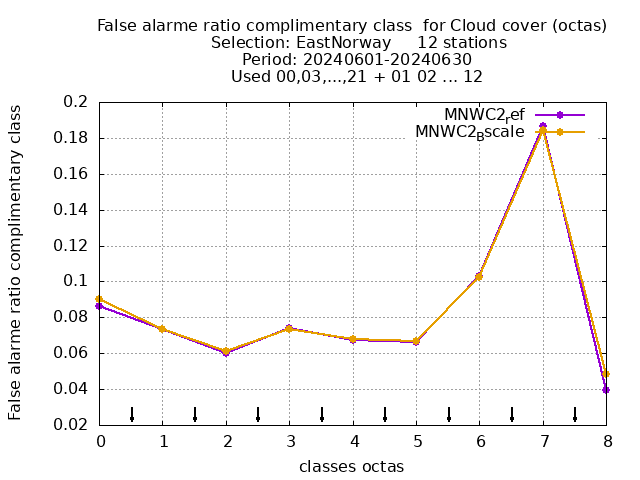 False alarme ratio complimentary class  for Cloud cover (octas)
Selection: EastNorway     12 stations
Period: 20240601-20240630
Used 00,03,...,21 + 01 02 ... 12
False alarme ratio complimentary class
0.2
0.18
0.16
0.14
0.12
0.1
0.08
0.06
0.04
0.02
MNWC2_ref
MNWC2_Bscale
0 1 2 3 4 5 6 7 8
classes octas